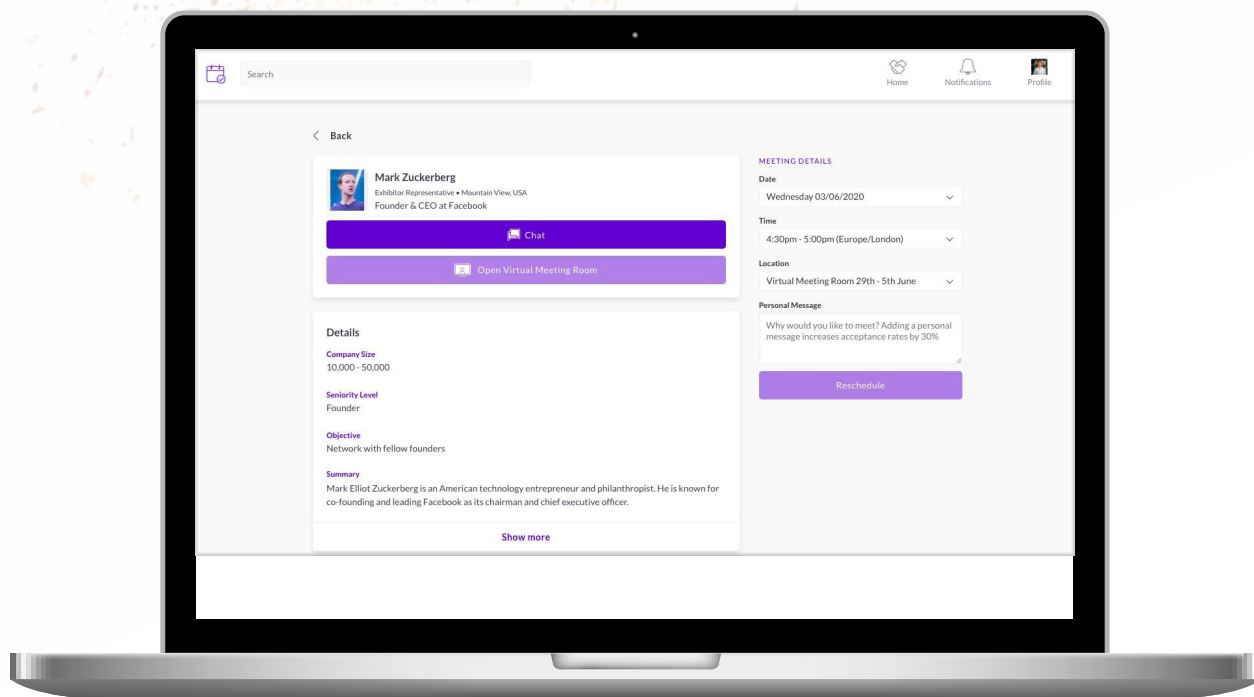 Search
Home
Notifications
Profile
Back
Mark Zuckerberg
Exhibitor Representative • Mountain View, USA
Founder & CEO at Facebook
Chat
Open Virtual Meeting Room
Details
Company Size
10,000 - 50,000
Seniority Level
Founder
Objective
Network with fellow founders
Summary
Mark Elliot Zuckerberg is an American technology entrepreneur and philanthropist. He is known for
co-founding and leading Facebook as its chairman and chief executive officer.
Show more
MEETING DETAILS
Date
Wednesday 03/06/2020
Time
4:30pm - 5:00pm (Europe/London)
Location
Virtual Meeting Room 29th - 5th June
Personal Message
Why would you like to meet? Adding a personal
message increases acceptance rates by 30%
Reschedule